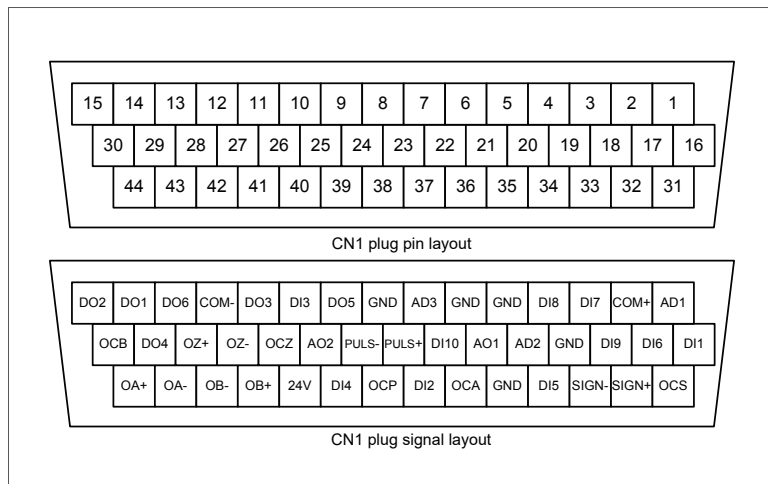 15 14 13 12 11 10 9 8 7 6 5 4 3 2 1
30 29 28 27 26 25 24 23 22 21 20 19 18 17 16
44 43 42 41 40 39 38 37 36 35 34 33 32 31
CN1 plug pin layout
DO2 DO1 DO6 COM- DO3 DI3 DO5 GND AD3 GND GND DI8 DI7 COM+ AD1
OCB DO4 OZ+ OZ- OCZ AO2 PULS- PULS+ DI10 AO1 AD2 GND DI9 DI6 DI1
OA+ OA- OB- OB+ 24V DI4 OCP DI2 OCA GND DI5 SIGN- SIGN+ OCS
CN1 plug signal layout